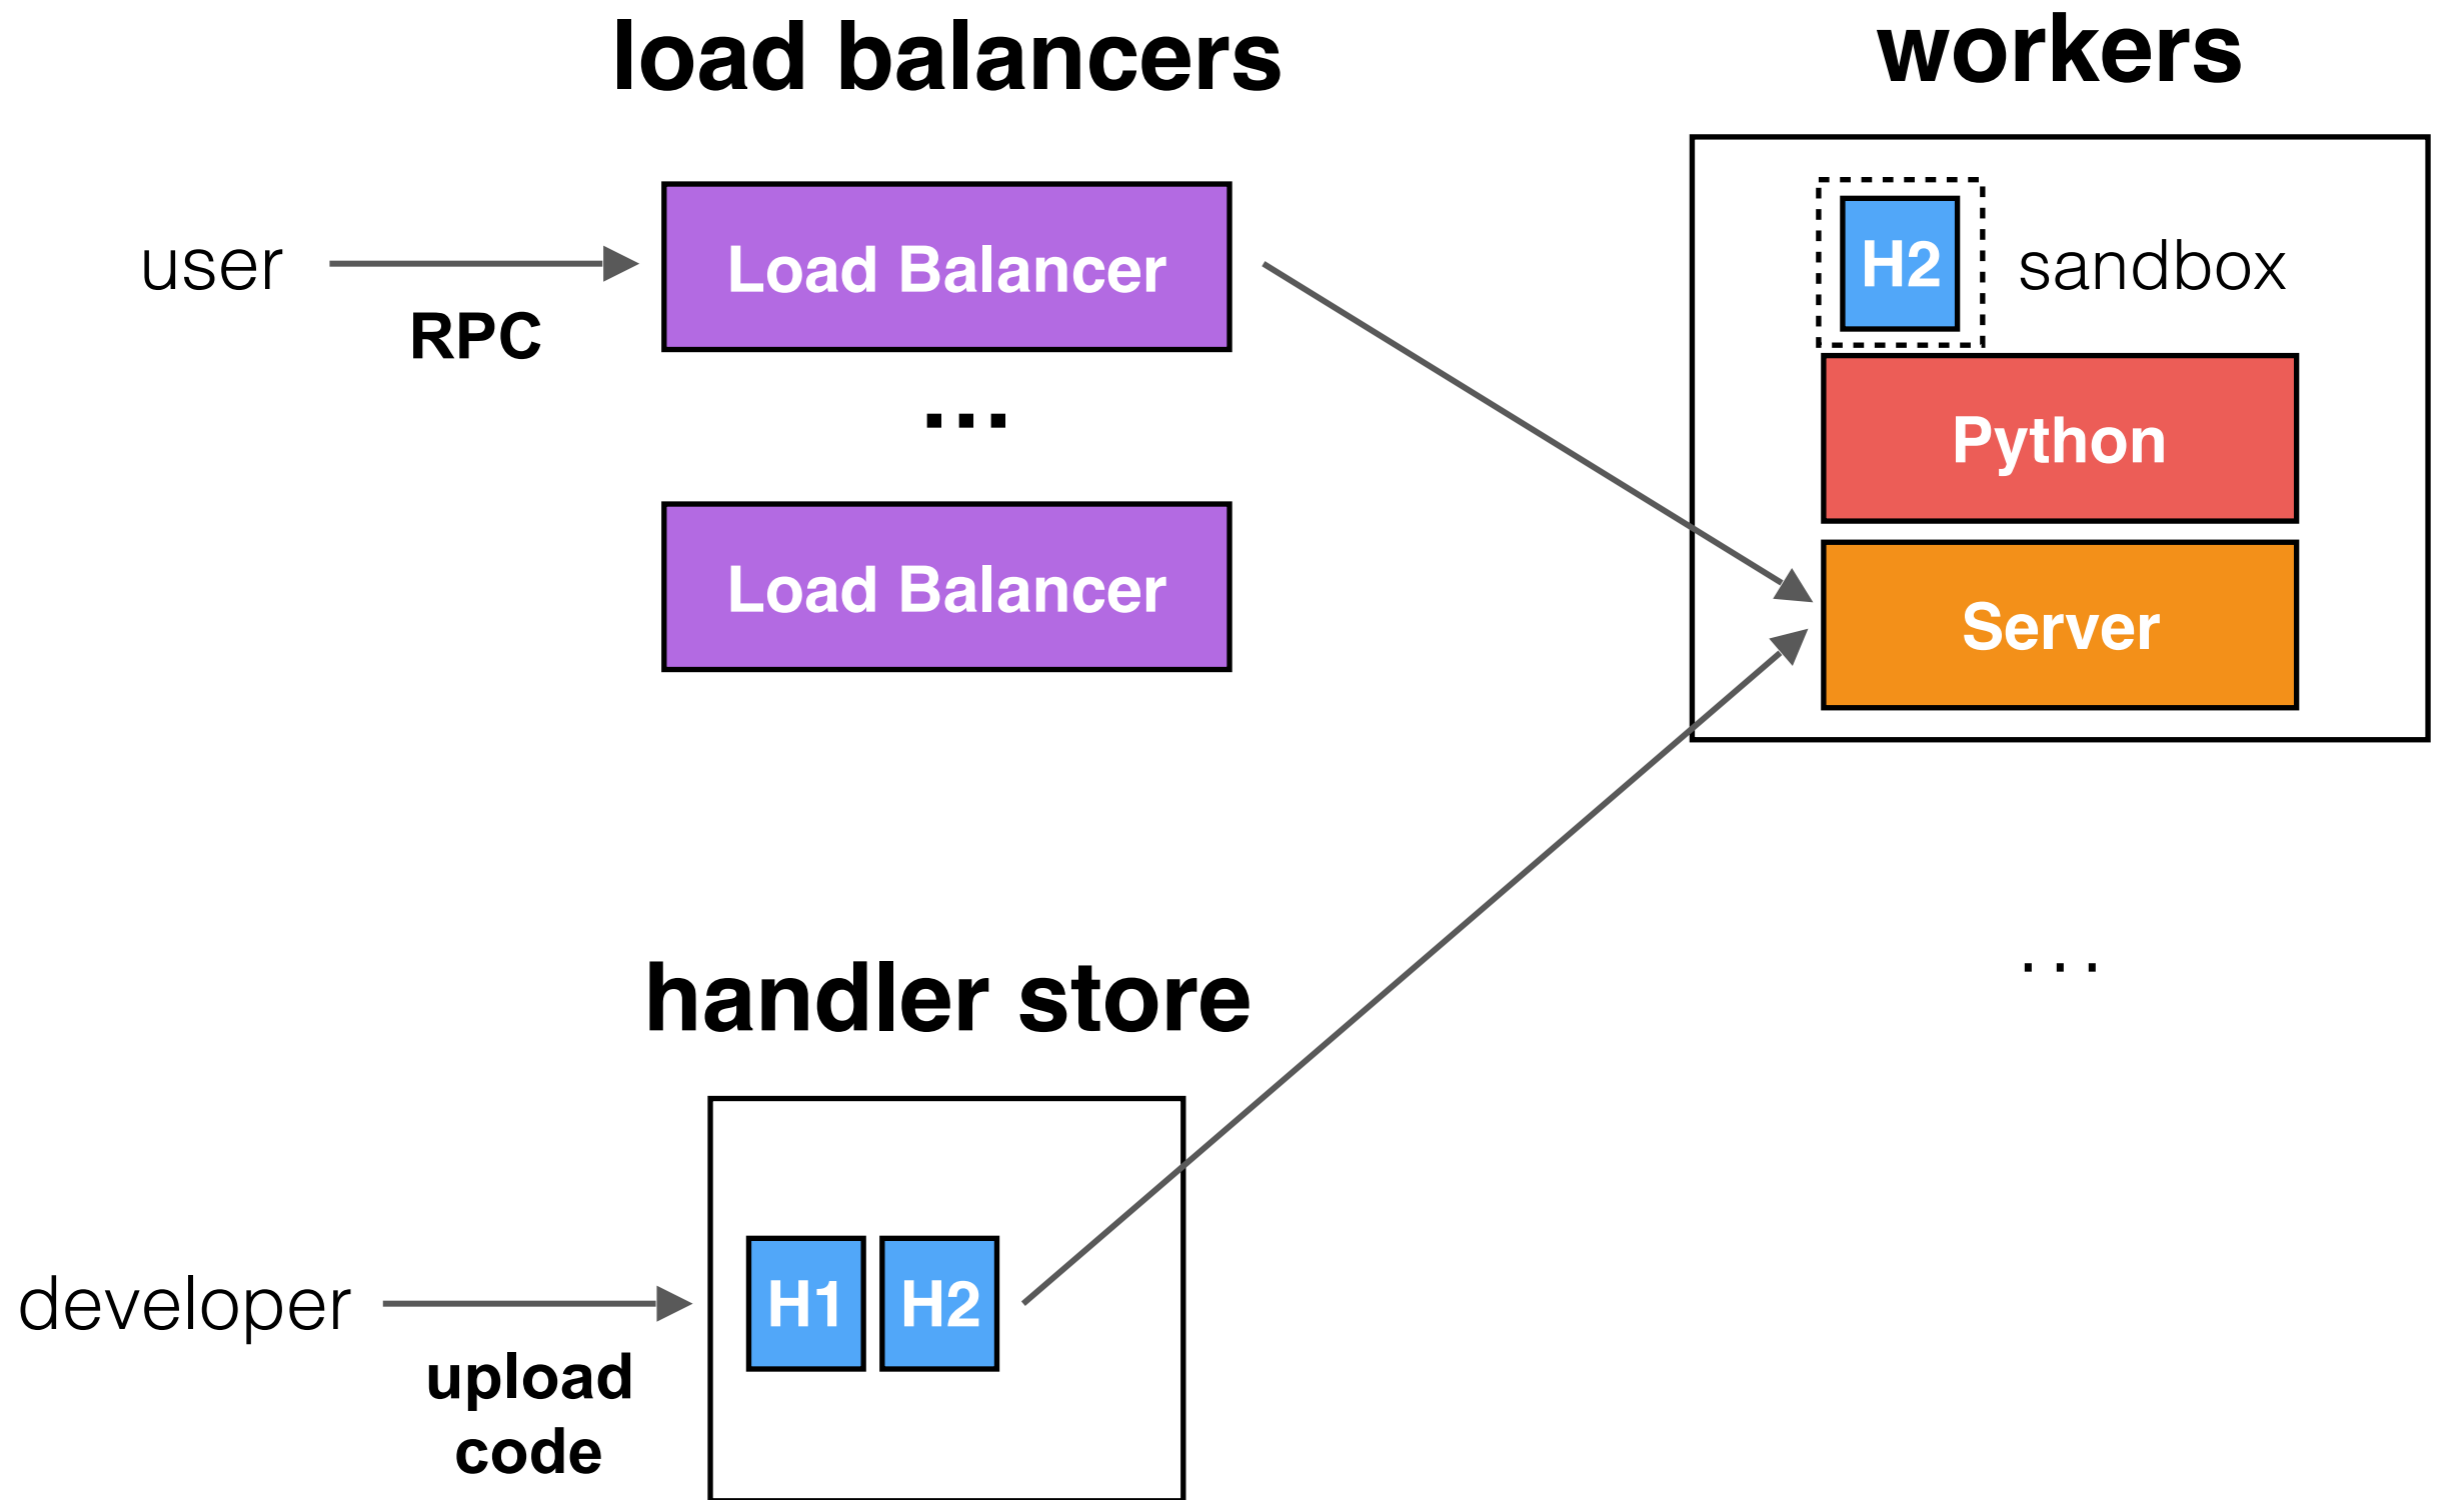 load balancers
workers
user
RPC
Load Balancer
...
Load Balancer
H2
sandbox
Python
Server
...
handler store
developer
upload
code
H1
H2